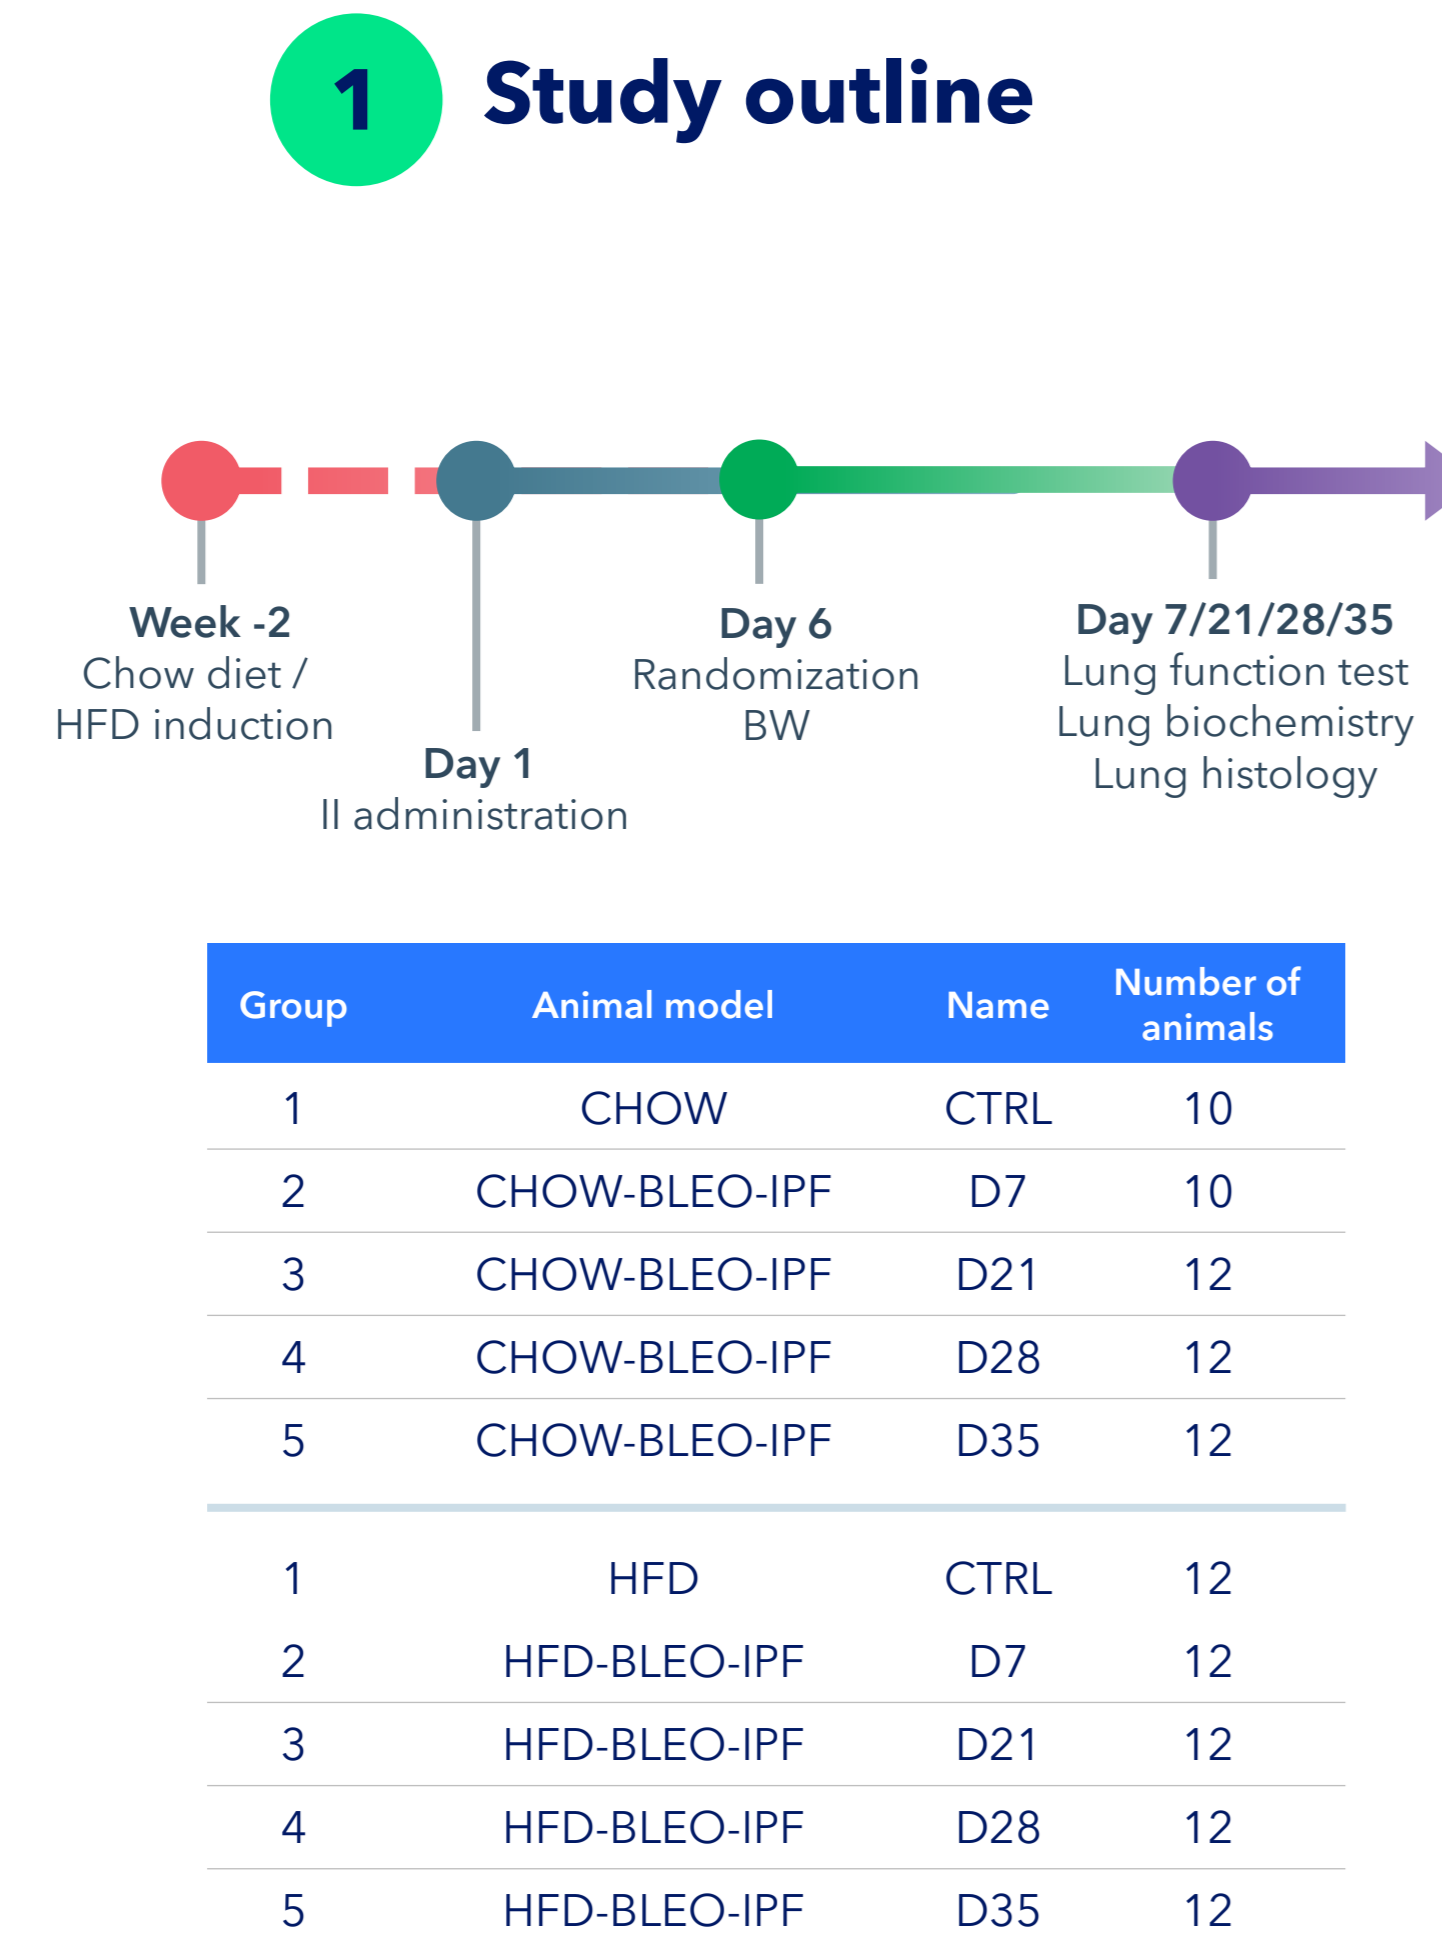 1 Study outline
Week -2
Chow diet /
HFD induction
Day 1
II administration
Day 6
Randomization
BW
Day 7/21/28/35
Lung function test
Lung biochemistry
Lung histology
Group Animal model Name Number of animals
1 CHOW CTRL 10
2 CHOW-BLEO-IPF D7 10
3 CHOW-BLEO-IPF D21 12
4 CHOW-BLEO-IPF D28 12
5 CHOW-BLEO-IPF D35 12
1 HFD CTRL 12
2 HFD-BLEO-IPF D7 12
3 HFD-BLEO-IPF D21 12
4 HFD-BLEO-IPF D28 12
5 HFD-BLEO-IPF D35 12